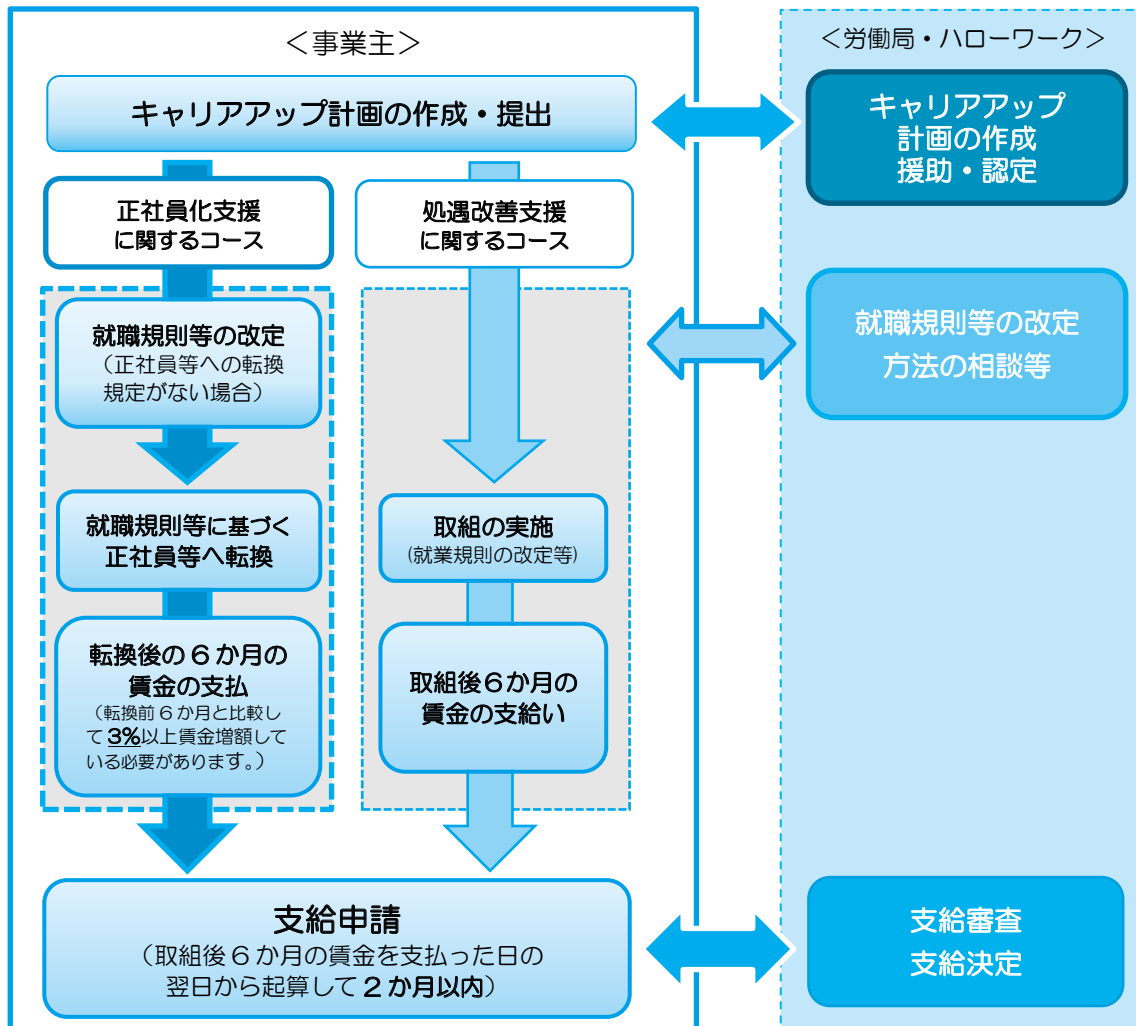 ＜事業主＞
キャリアアップ計画の作成・提出
正社員化支援
に関するコース
処遇改善支援
に関するコース
就職規則等の改定
（正社員等への転換
規定がない場合）
就職規則等に基づく
正社員等へ転換
転換後の６か月の
賃金の支払
（転換前６か月と比較し
て3%以上賃金増額して
いる必要があります。）
取組の実施
(就業規則の改定等)
取組後６か月の
賃金の支給い
支給申請
（取組後６か月の賃金を支払った日の
翌日から起算して２か月以内）
＜労働局・ハローワーク＞
キャリアアップ
計画の作成
援助・認定
就職規則等の改定
方法の相談等
支給審査
支給決定